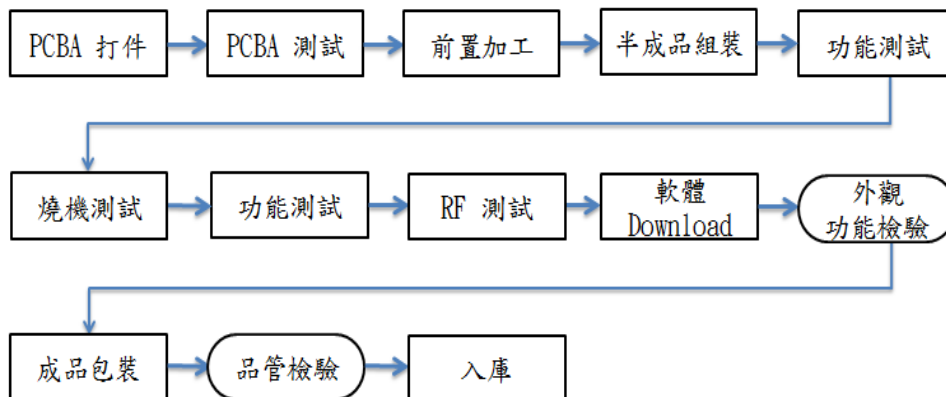 PCBA 打件
PCBA 測試
前置加工
半成品組裝
功能測試
燒機測試
功能測試
RF 測試
軟體
Download
外觀
功能檢驗
成品包裝
品管檢驗
入庫